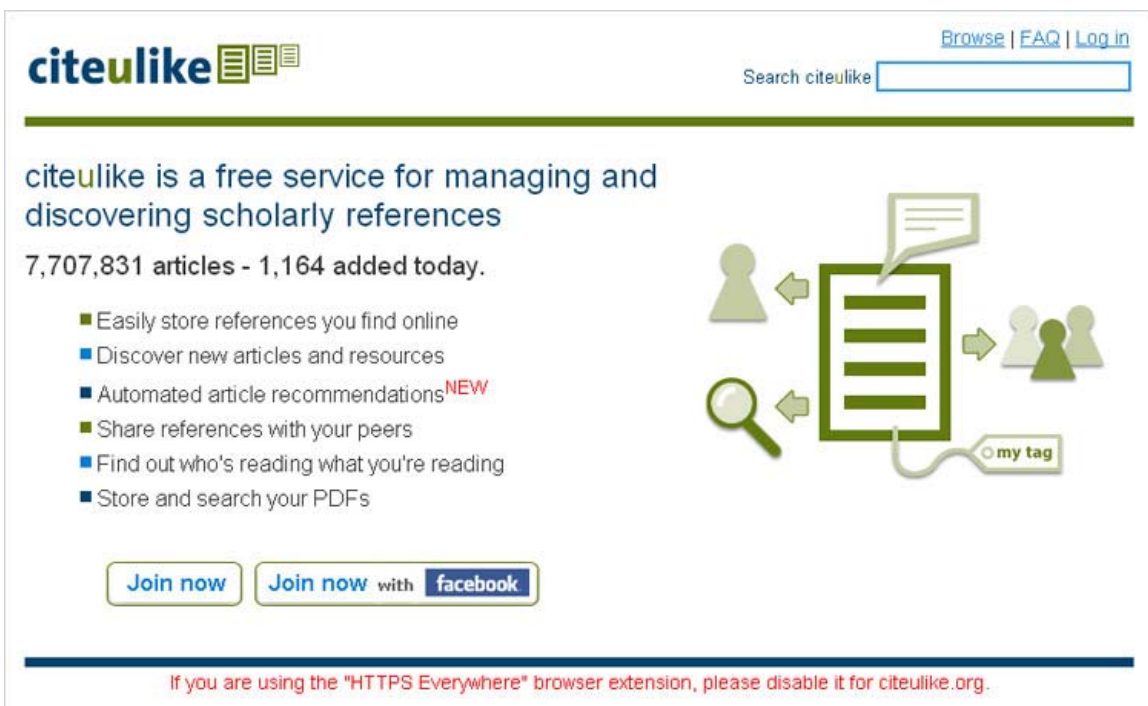 citeulike
Browse | FAQ | Log in
Search citeulike
citeulike is a free service for managing and
discovering scholarly references
7,707,831 articles - 1,164 added today.
Easily store references you find online
Discover new articles and resources
Automated article recommendationsNEW
Share references with your peers
Find out who's reading what you're reading
Store and search your PDFs
my tag
Join now
Join now with facebook
If you are using the "HTTPS Everywhere" browser extension, please disable it for citeulike.org.